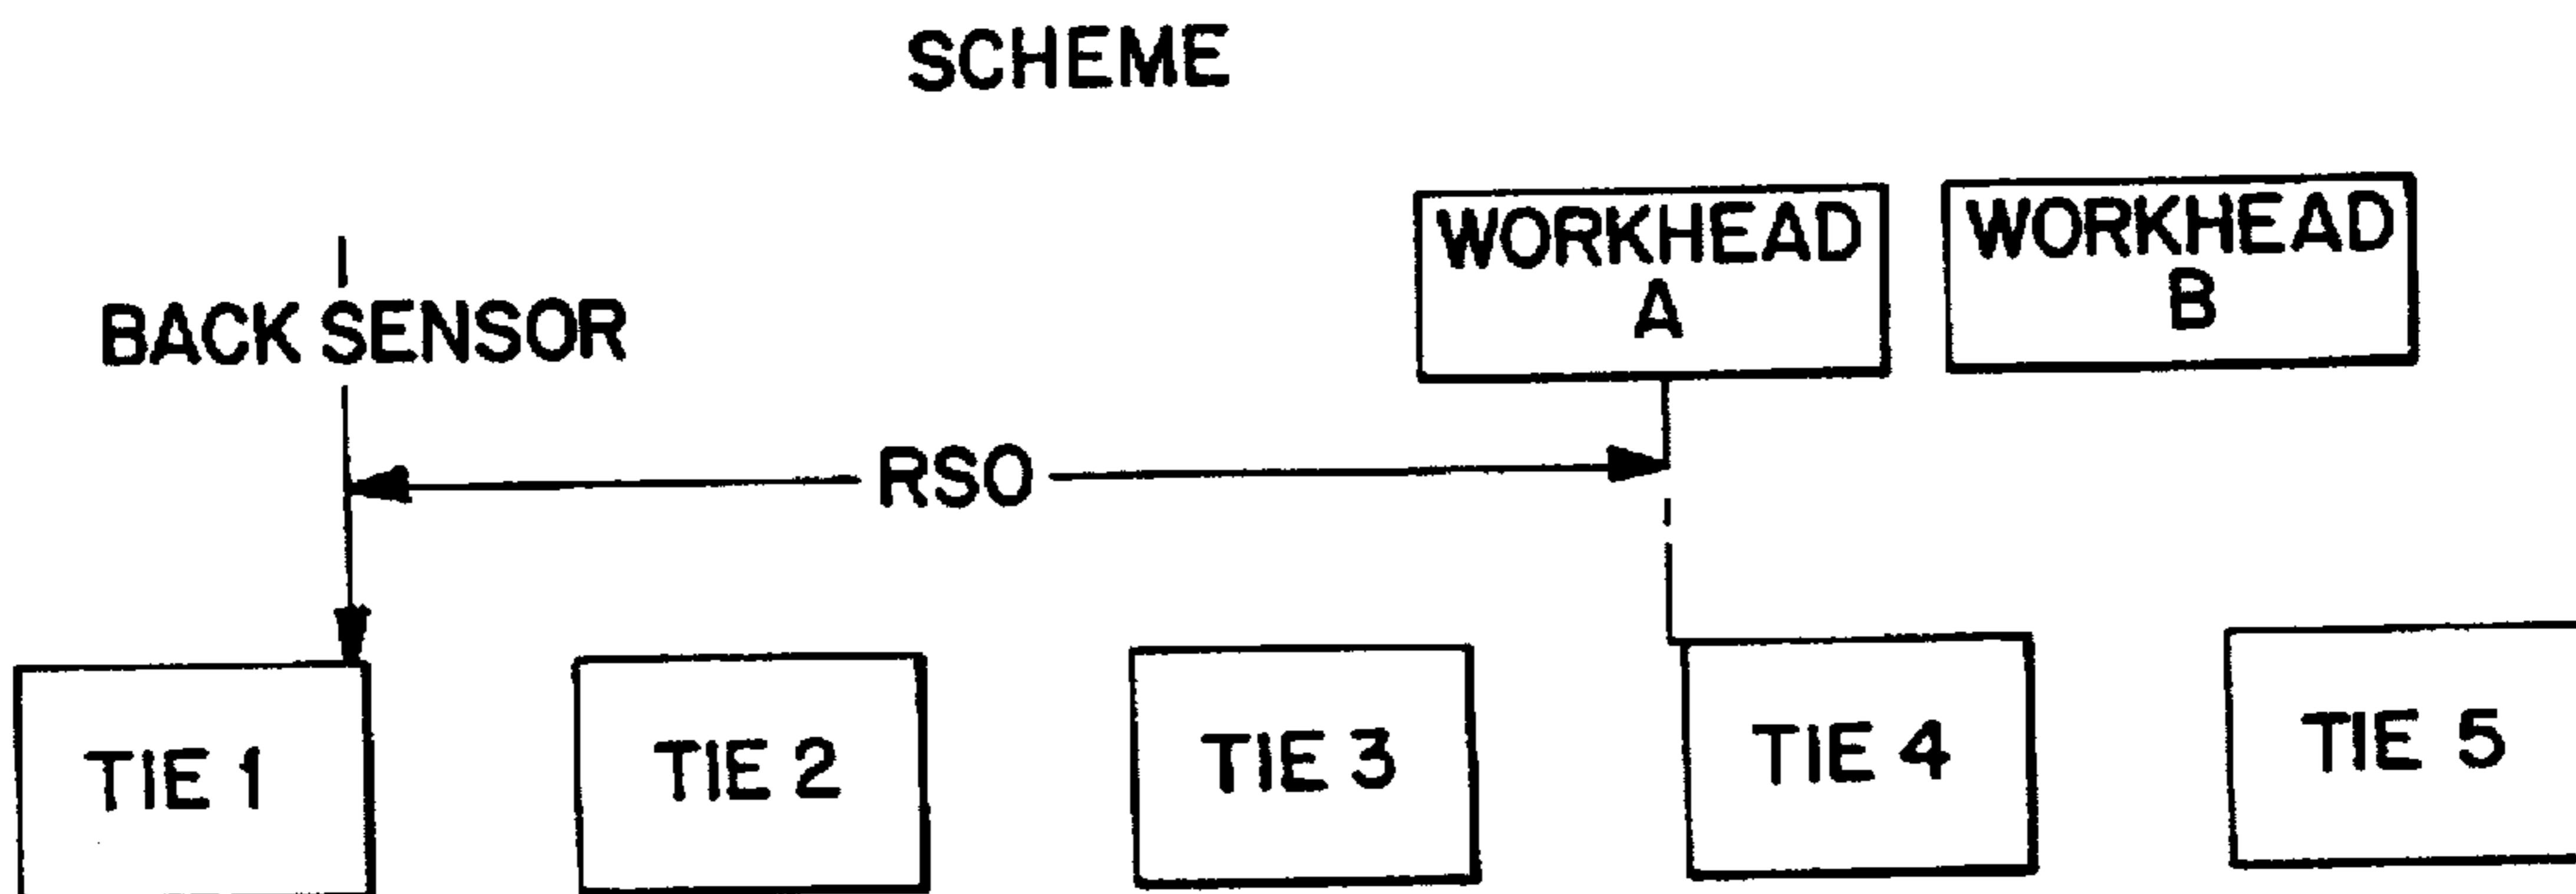 SCHEME
WORKHEAD
A
WORKHEAD
B
BACK SENSOR
RSO
TIE 1
TIE 2
TIE 3
TIE 4
TIE 5